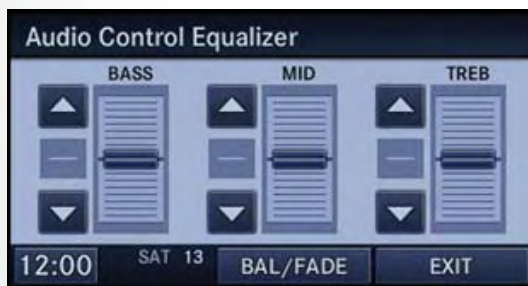 Audio Control Equalizer
BASS MID TREB
12:00 SAT 13 BAL/FADE EXIT